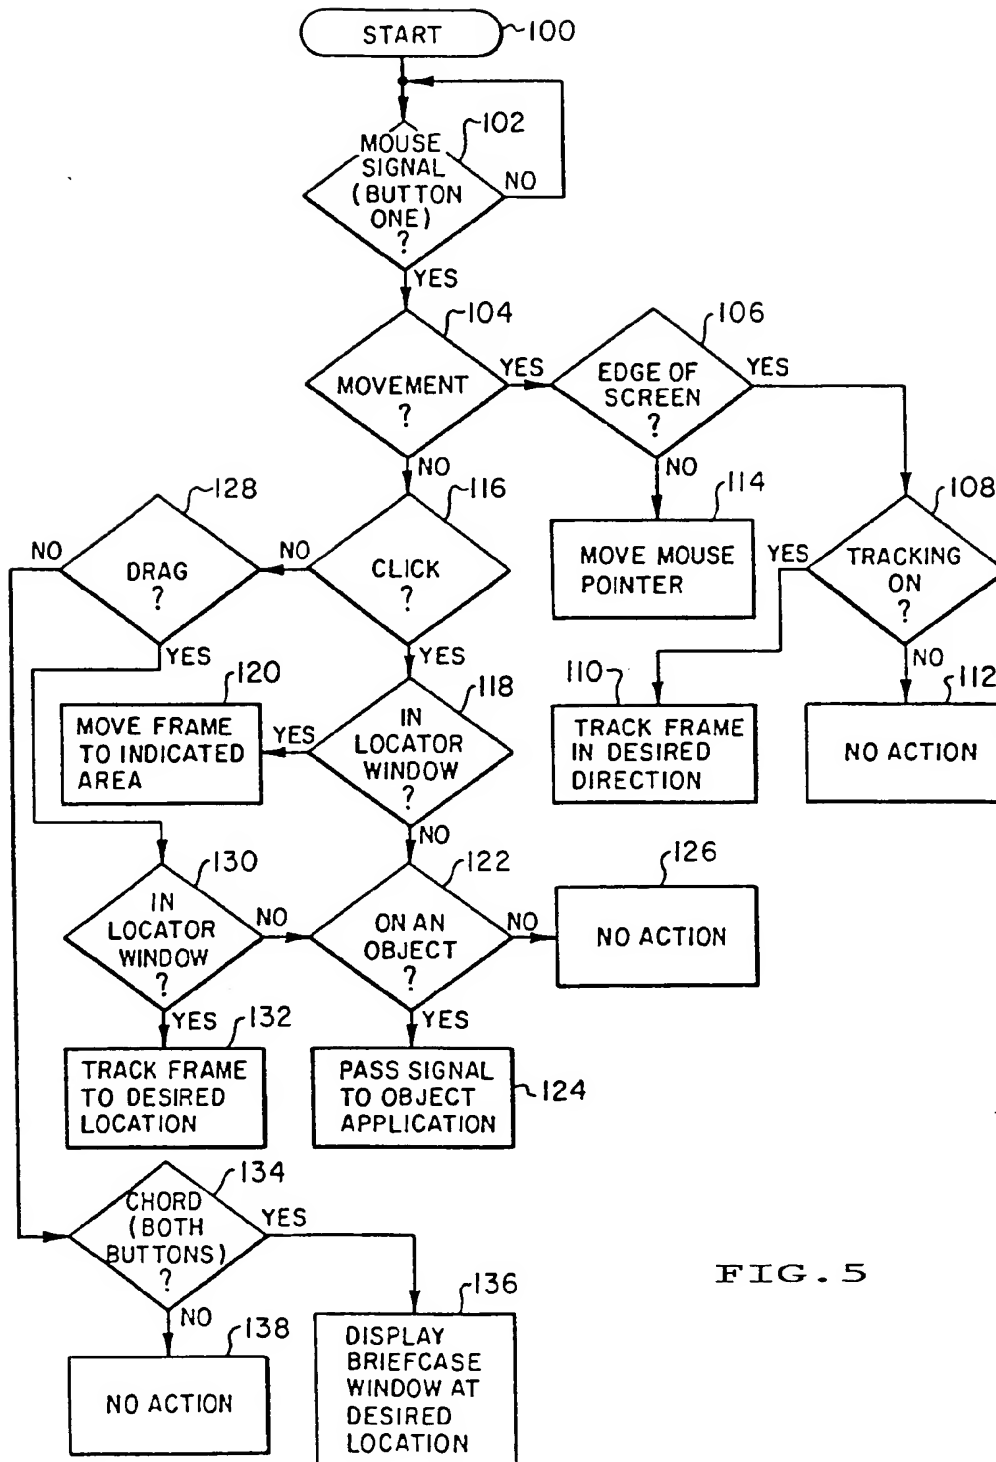 START
100
MOUSE
SIGNAL
(BUTTON
ONE)
?
102
NO
YES
104
MOVEMENT
?
YES
106
EDGE OF
SCREEN
?
YES
NO
NO
114
MOVE MOUSE
POINTER
108
TRACKING
ON
?
YES
NO
110
TRACK FRAME
IN DESIRED
DIRECTION
112
NO ACTION
116
CLICK
?
NO
YES
128
DRAG
?
NO
YES
118
IN
LOCATOR
WINDOW
?
YES
NO
120
MOVE FRAME
TO INDICATED
AREA
130
IN
LOCATOR
WINDOW
?
NO
YES
122
ON AN
OBJECT
?
NO
YES
126
NO ACTION
132
TRACK FRAME
TO DESIRED
LOCATION
PASS SIGNAL
TO OBJECT
APPLICATION
124
134
CHORD
(BOTH
BUTTONS)
?
YES
NO
138
NO ACTION
136
DISPLAY
BRIEFCASE
WINDOW AT
DESIRED
LOCATION
FIG. 5